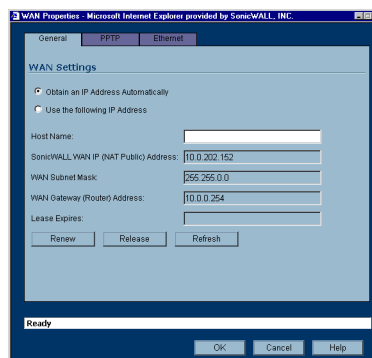 WAN Properties - Microsoft Internet Explorer provided by SonicWALL, INC.
General PPTP Ethernet
WAN Settings
Obtain an IP Address Automatically
Use the following IP Address
Host Name:
SonicWALL WAN IP (NAT Public) Address: 10.0.202.152
WAN Subnet Mask: 255.255.0.0
WAN Gateway (Router) Address: 10.0.0.254
Lease Expires:
Renew Release Refresh
Ready
OK Cancel Help